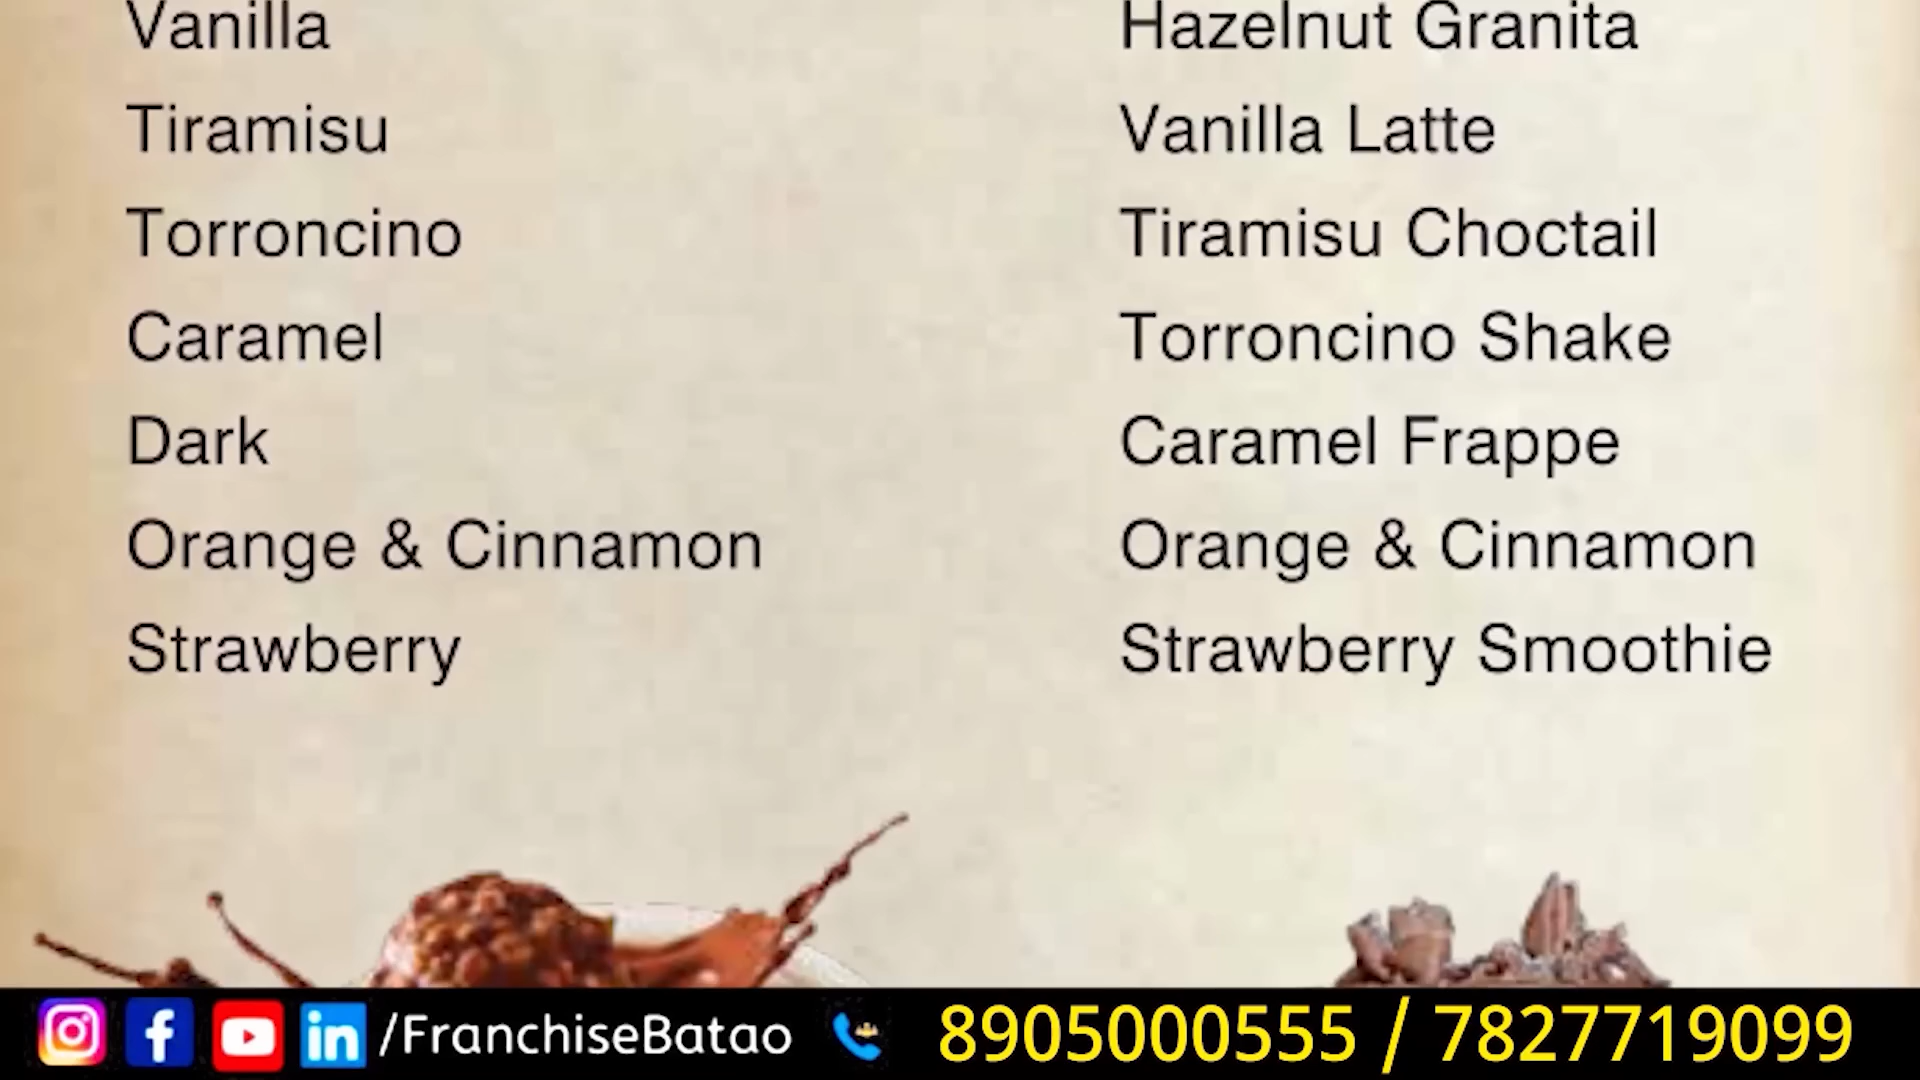 Vanilla
Tiramisu
Torroncino
Caramel
Dark
Orange & Cinnamon
Strawberry
Hazelnut Granita
Vanilla Latte
Tiramisu Choctail
Torroncino Shake
Caramel Frappe
Orange & Cinnamon
Strawberry Smoothie
/FranchiseBatao
8905000555 / 7827719099